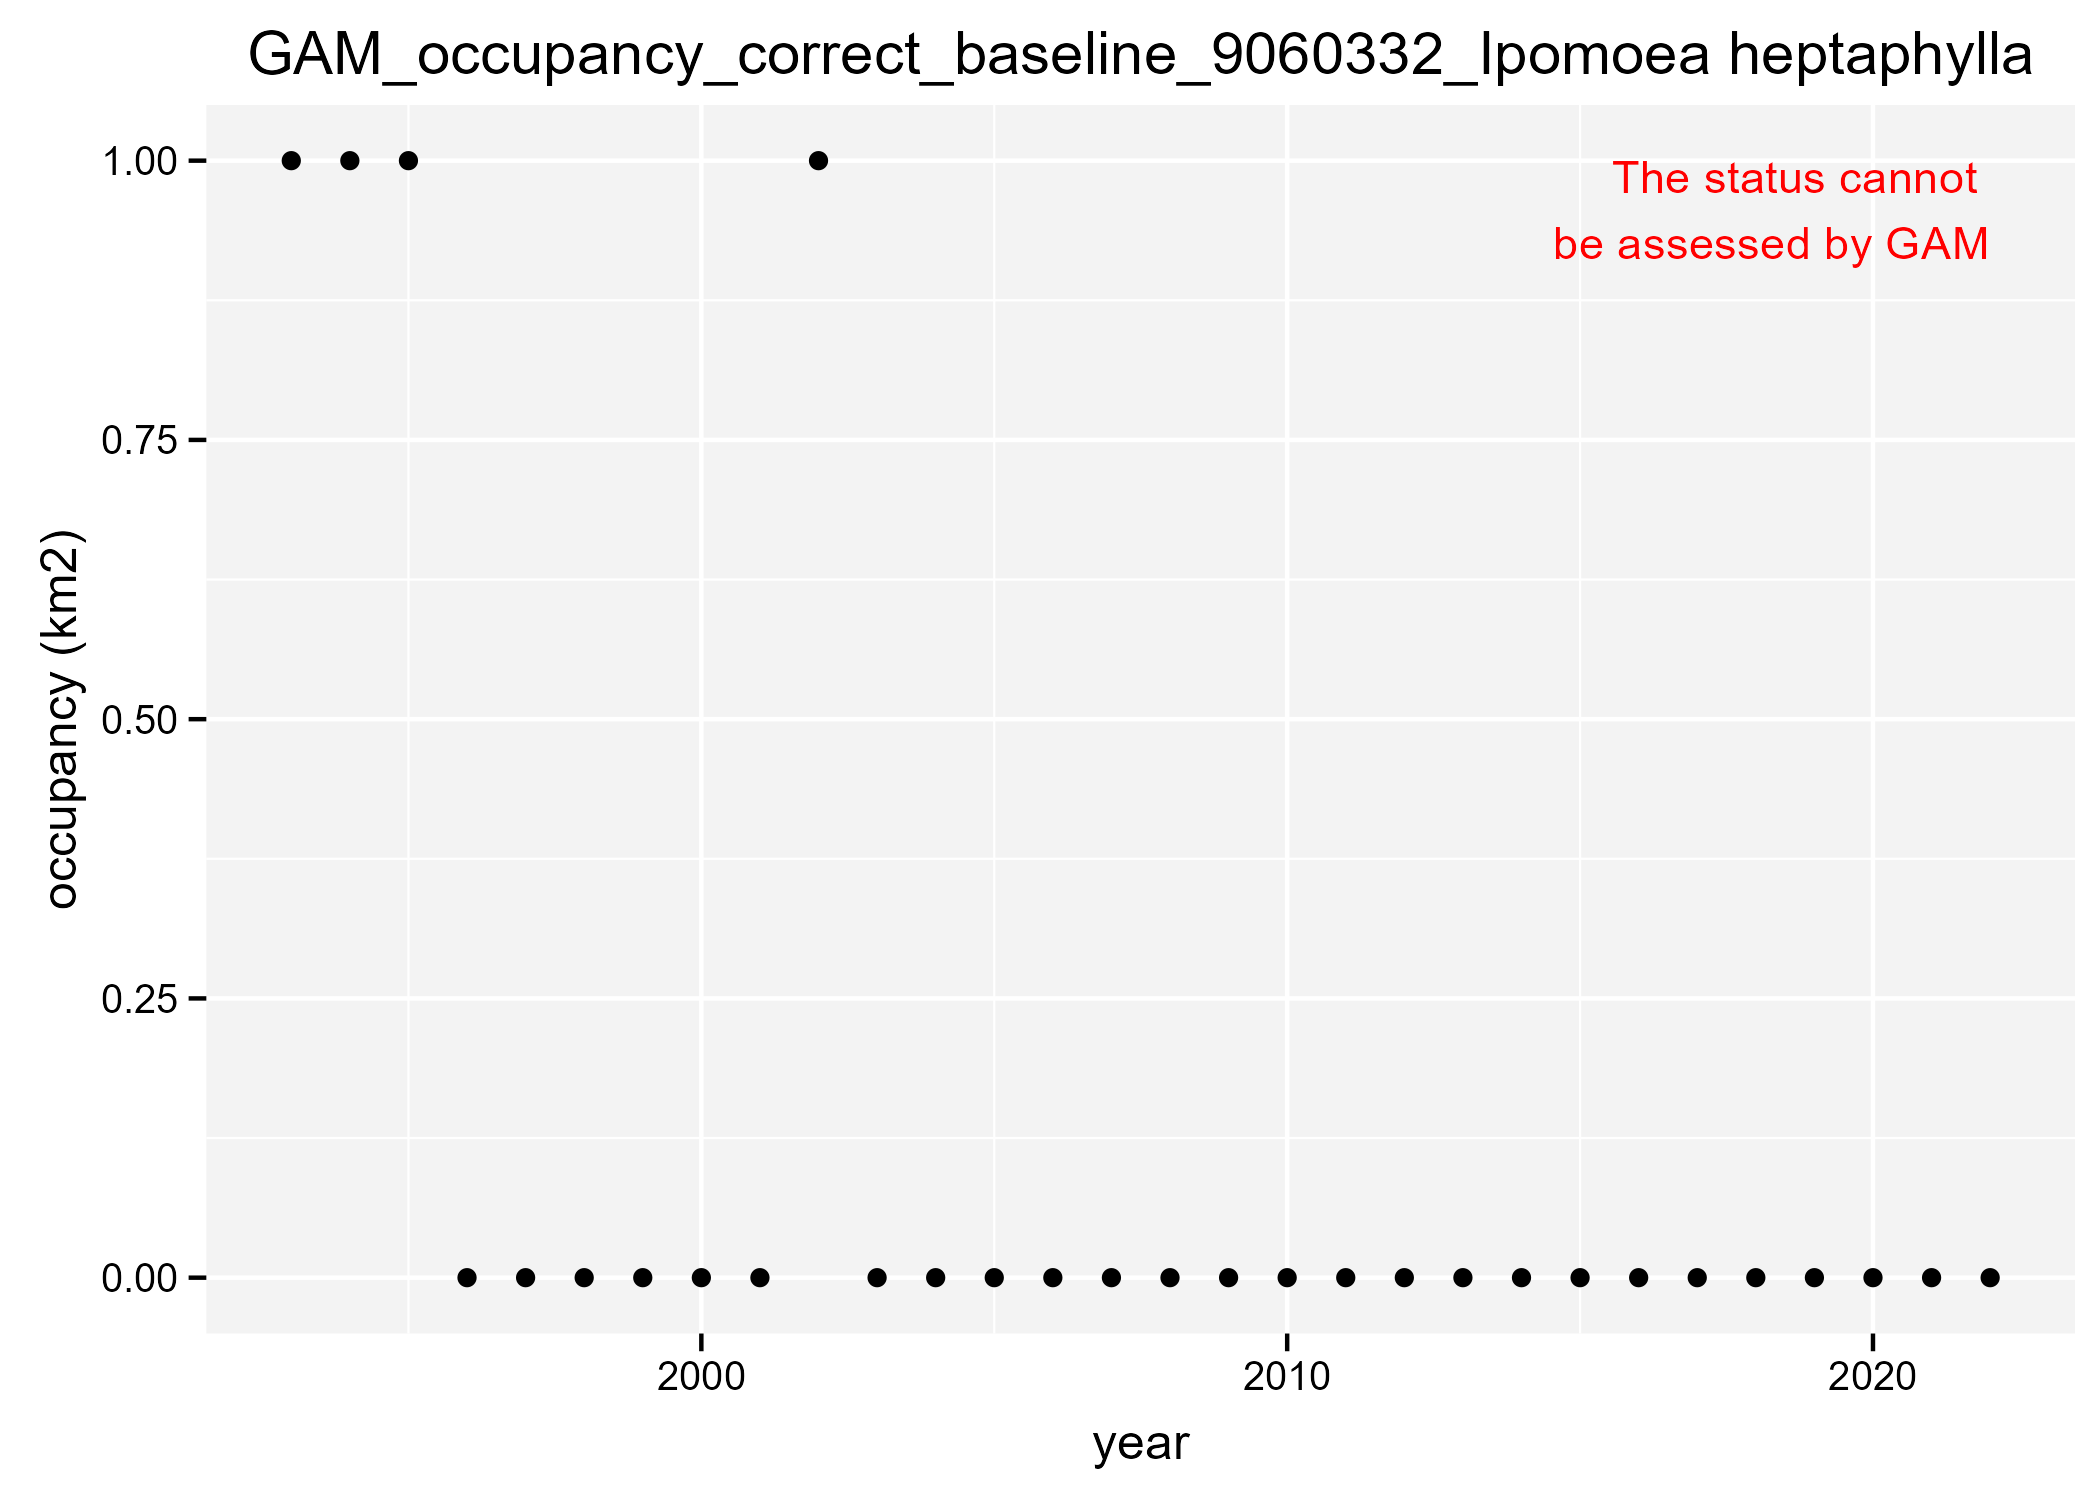 GAM_occupancy_correct_baseline_9060332_Ipomoea heptaphylla
1.00
The status cannot
be assessed by GAM
0.75
occupancy (km2)
0.50
0.25
0.00
2000 2010 2020
year